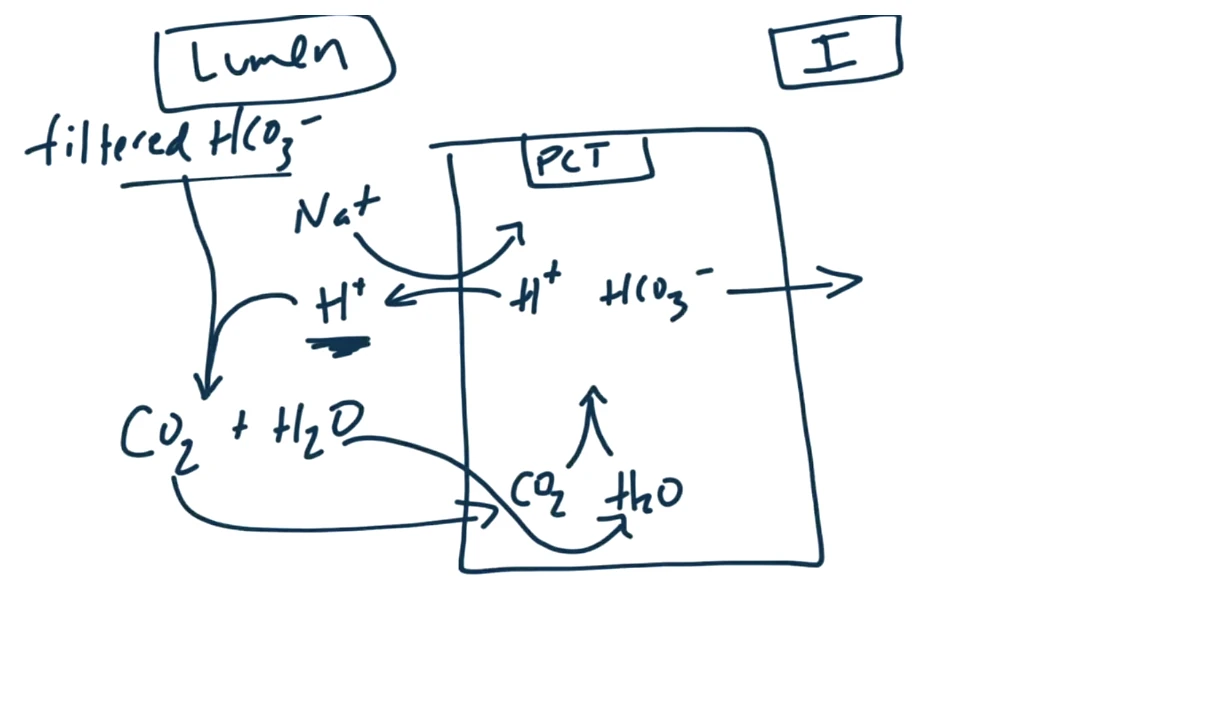 Lumen
I
filtered HCO₃⁻
PCT
Na⁺
H⁺
H⁺ HCO₃⁻
CO₂ + H₂O
CO₂ H₂O